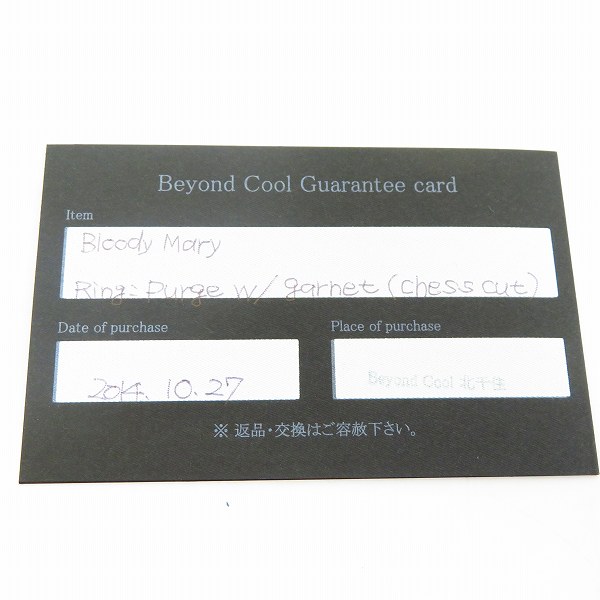 Beyond Cool Guarantee card
Item
Bloody Mary
Ring: Purge w/ garnet (chess cut)
Date of purchase
Place of purchase
2014. 10. 27
Beyond Cool 北千住
※ 返品・交換はご容赦下さい。